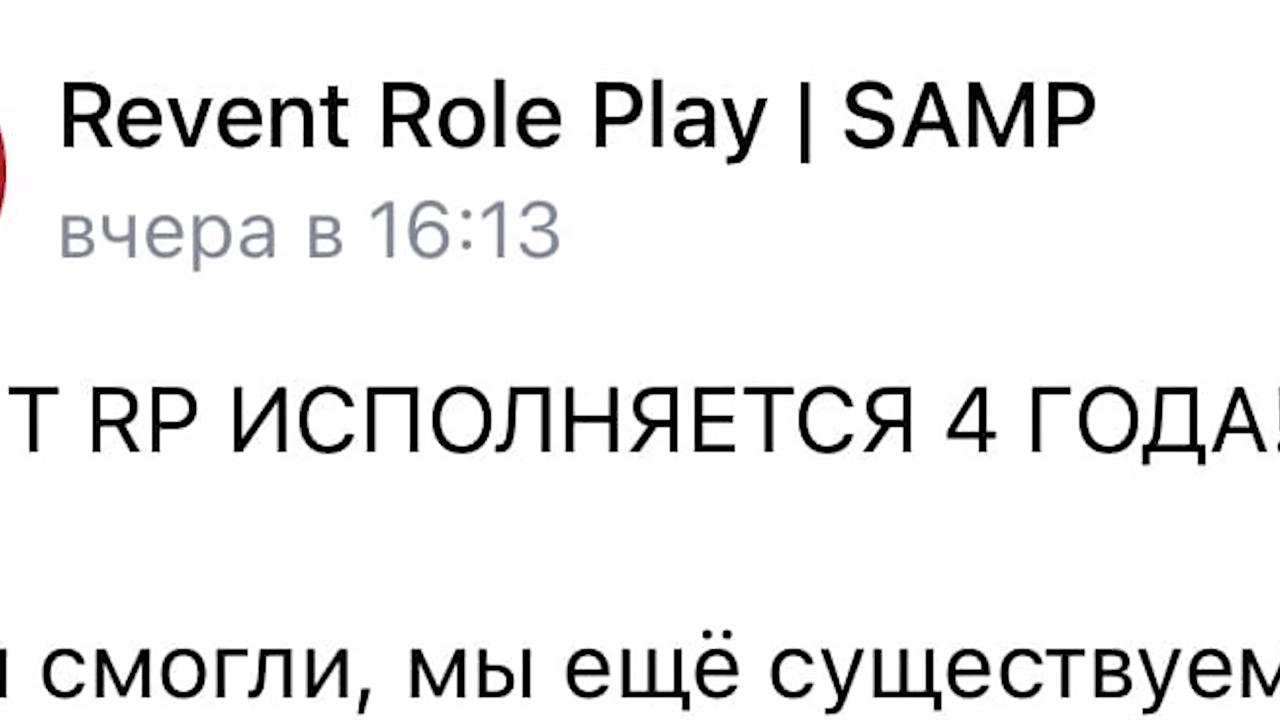 Revent Role Play | SAMP
вчера в 16:13
Т RP ИСПОЛНЯЕТСЯ 4 ГОДА!
смогли, мы ещё существуем